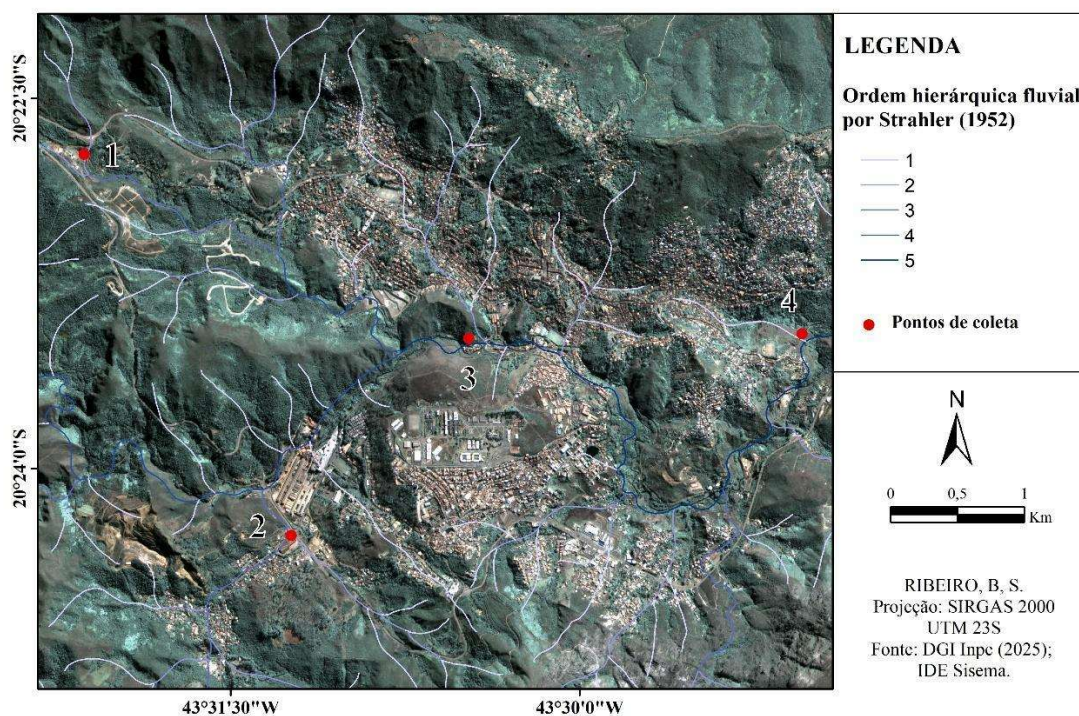 20°22'30"S
20°24'0"S
43°31'30"W
43°30'0"W
1
2
3
4
LEGENDA
Ordem hierárquica fluvial
por Strahler (1952)
1
2
3
4
5
Pontos de coleta
N
0 0,5 1
Km
RIBEIRO, B, S.
Projeção: SIRGAS 2000
UTM 23S
Fonte: DGI Inpe (2025);
IDE Sisema.